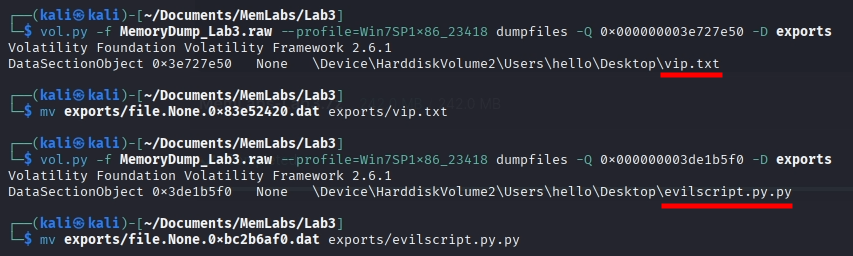 ┌──(kali㉿kali)-[~/Documents/MemLabs/Lab3]
└─$ vol.py -f MemoryDump_Lab3.raw --profile=Win7SP1×86_23418 dumpfiles -Q 0×000000003e727e50 -D exports
Volatility Foundation Volatility Framework 2.6.1
DataSectionObject 0×3e727e50   None   \Device\HarddiskVolume2\Users\hello\Desktop\vip.txt
┌──(kali㉿kali)-[~/Documents/MemLabs/Lab3]
└─$ mv exports/file.None.0×83e52420.dat exports/vip.txt
┌──(kali㉿kali)-[~/Documents/MemLabs/Lab3]
└─$ vol.py -f MemoryDump_Lab3.raw --profile=Win7SP1×86_23418 dumpfiles -Q 0×000000003de1b5f0 -D exports
Volatility Foundation Volatility Framework 2.6.1
DataSectionObject 0×3de1b5f0   None   \Device\HarddiskVolume2\Users\hello\Desktop\evilscript.py.py
┌──(kali㉿kali)-[~/Documents/MemLabs/Lab3]
└─$ mv exports/file.None.0×bc2b6af0.dat exports/evilscript.py.py